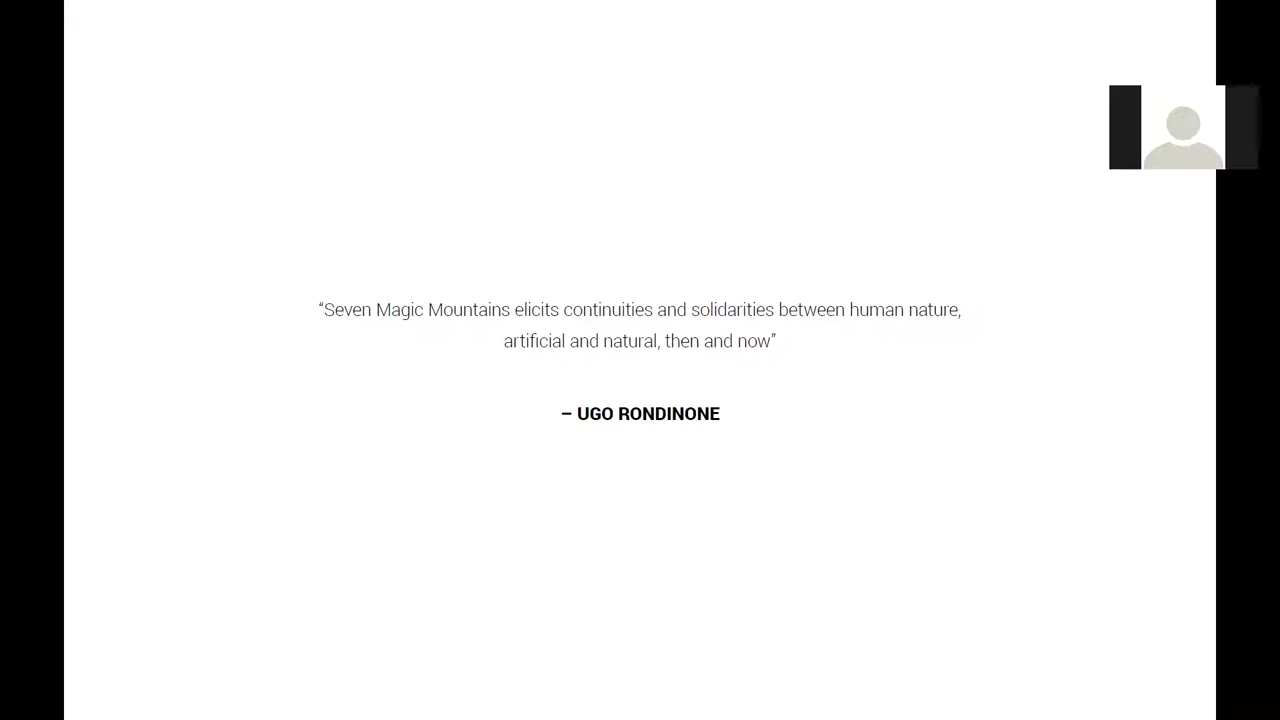 “Seven Magic Mountains elicits continuities and solidarities between human nature,
artificial and natural, then and now”
– UGO RONDINONE